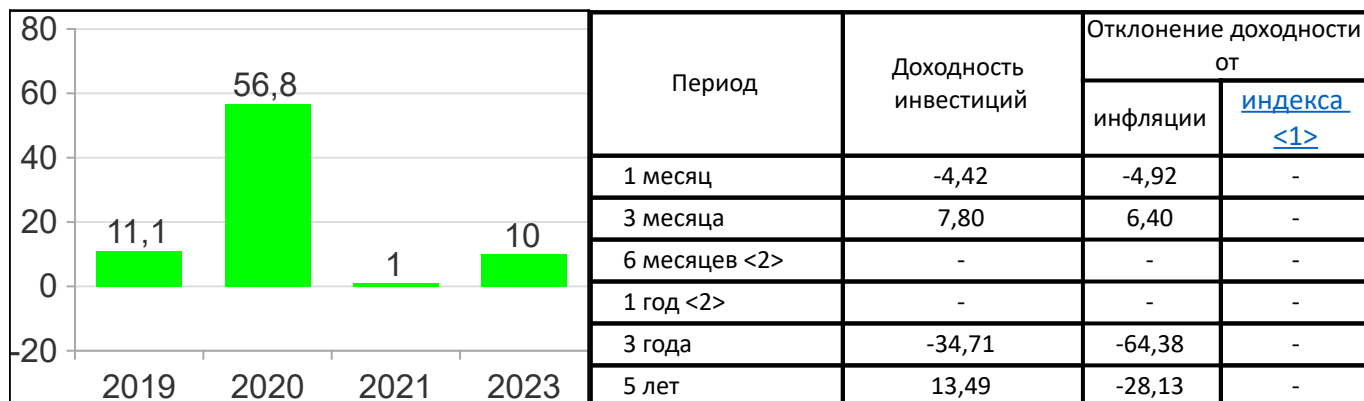 80
60
40
20
0
-20
11,1
56,8
1
10
2019 2020 2021 2023
Период
Доходность
инвестиций
Отклонение доходности
от
инфляции
индекса
<1>
1 месяц -4,42 -4,92 -
3 месяца 7,80 6,40 -
6 месяцев <2> - - -
1 год <2> - - -
3 года -34,71 -64,38 -
5 лет 13,49 -28,13 -